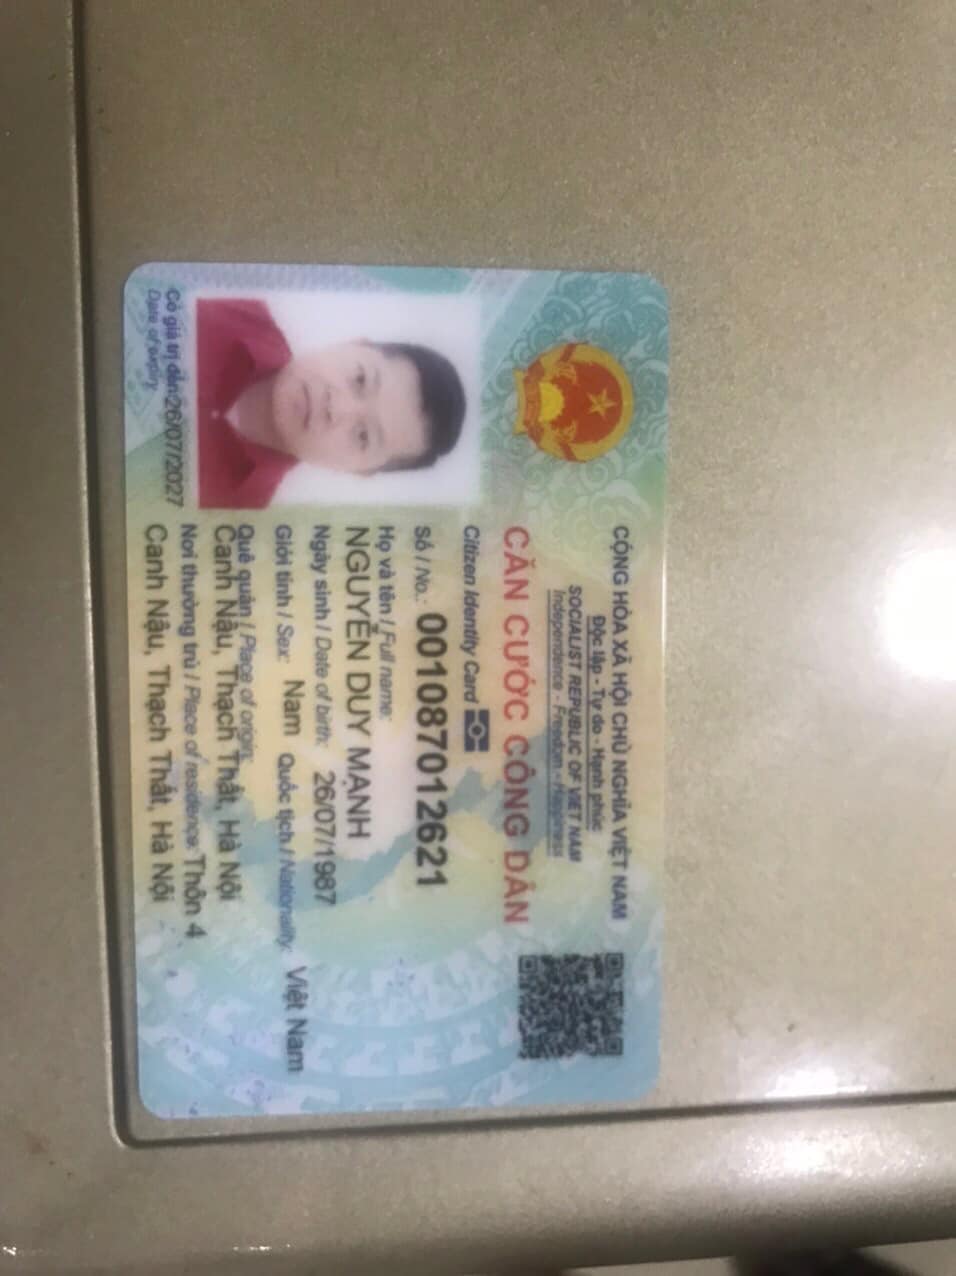 CỘNG HÒA XÃ HỘI CHỦ NGHĨA VIỆT NAM
Độc lập - Tự do - Hạnh phúc
SOCIALIST REPUBLIC OF VIET NAM
Independence - Freedom - Happiness
CĂN CƯỚC CÔNG DÂN
Citizen Identity Card
Số / No.: 001087012621
Họ và tên / Full name:
NGUYỄN DUY MẠNH
Ngày sinh / Date of birth: 26/07/1987
Giới tính / Sex: Nam Quốc tịch / Nationality: Việt Nam
Quê quán / Place of origin:
Canh Nậu, Thạch Thất, Hà Nội
Nơi thường trú / Place of residence: Thôn 4
Canh Nậu, Thạch Thất, Hà Nội
Có giá trị đến: 26/07/2027
Date of expiry